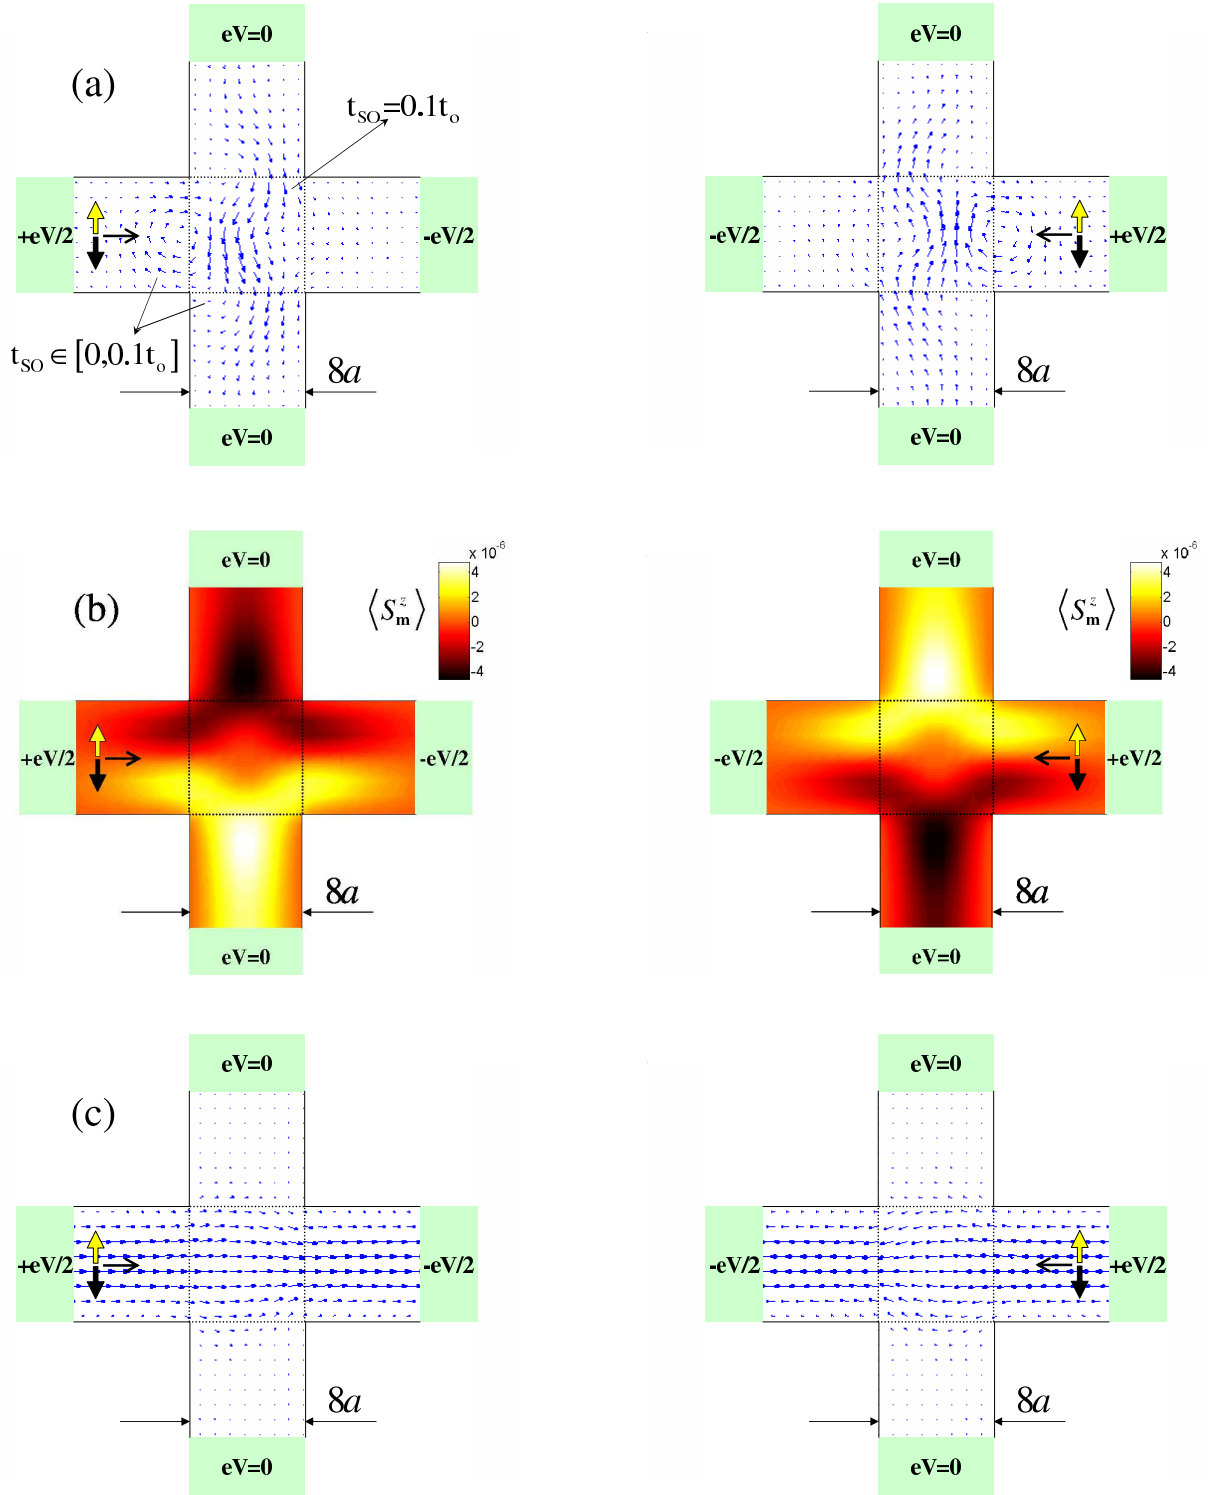 eV=0
eV=0
(a)
t_SO=0.1t_o
+eV/2
-eV/2
-eV/2
+eV/2
t_SO ∈ [0,0.1t_o]
8a
8a
eV=0
eV=0
eV=0
eV=0
x 10^-6
x 10^-6
(b)
⟨S_m^z⟩
4
2
0
-2
-4
⟨S_m^z⟩
4
2
0
-2
-4
+eV/2
-eV/2
-eV/2
+eV/2
8a
8a
eV=0
eV=0
eV=0
eV=0
(c)
+eV/2
-eV/2
-eV/2
+eV/2
8a
8a
eV=0
eV=0